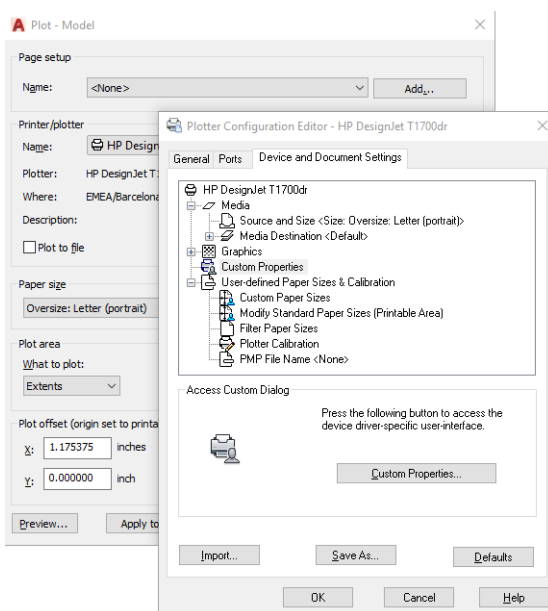 Plot - Model
Page setup
Name:
<None>
Add...
Printer/plotter
Name:
HP Design
Plotter:
HP DesignJet T
Where:
EMEA/Barcelona
Description:
Plot to file
Paper size
Oversize: Letter (portrait)
Plot area
What to plot:
Extents
Plot offset (origin set to printa
X:
1.175375
inches
Y:
0.000000
inch
Preview...
Apply to
Plotter Configuration Editor - HP DesignJet T1700dr
General
Ports
Device and Document Settings
HP DesignJet T1700dr
Media
Source and Size <Size: Oversize: Letter (portrait)>
Media Destination <Default>
Graphics
Custom Properties
User-defined Paper Sizes & Calibration
Custom Paper Sizes
Modify Standard Paper Sizes (Printable Area)
Filter Paper Sizes
Plotter Calibration
PMP File Name <None>
Access Custom Dialog
Press the following button to access the
device driver-specific user-interface.
Custom Properties...
Import...
Save As...
Defaults
OK
Cancel
Help